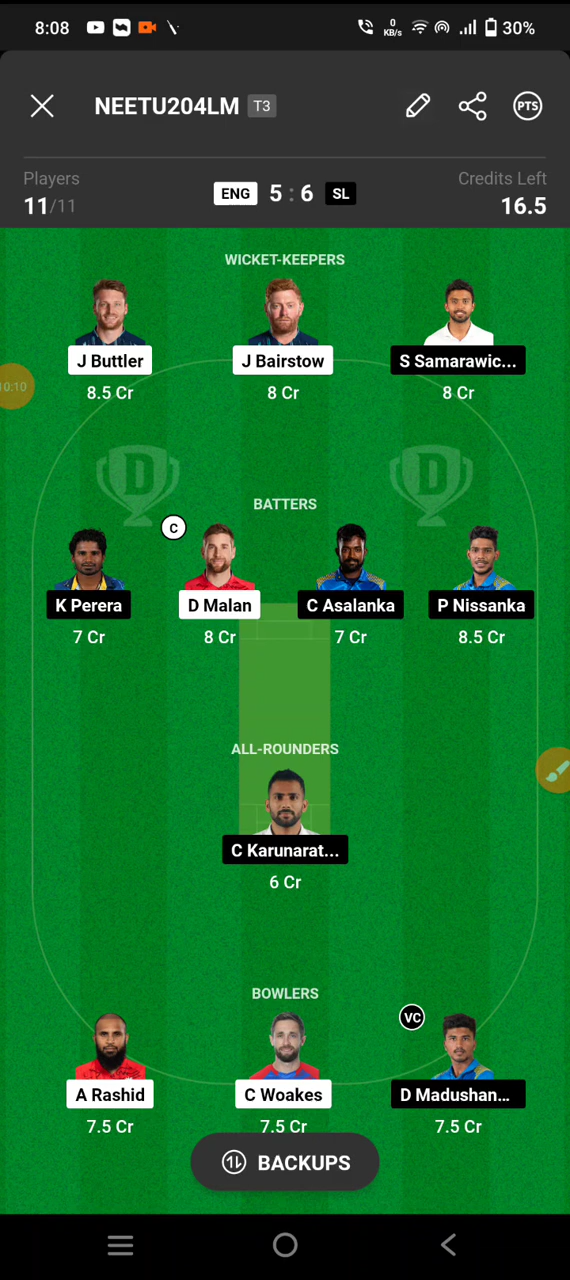 8:08
0
KB/s
30%
NEETU204LM T3
PTS
Players
Credits Left
11/11
ENG 5 : 6 SL
16.5
WICKET-KEEPERS
J Buttler
J Bairstow
S Samarawic...
8.5 Cr
8 Cr
8 Cr
10:10
D
D
BATTERS
C
K Perera
D Malan
C Asalanka
P Nissanka
7 Cr
8 Cr
7 Cr
8.5 Cr
ALL-ROUNDERS
C Karunarat...
6 Cr
BOWLERS
VC
A Rashid
C Woakes
D Madushan...
7.5 Cr
7.5 Cr
7.5 Cr
BACKUPS